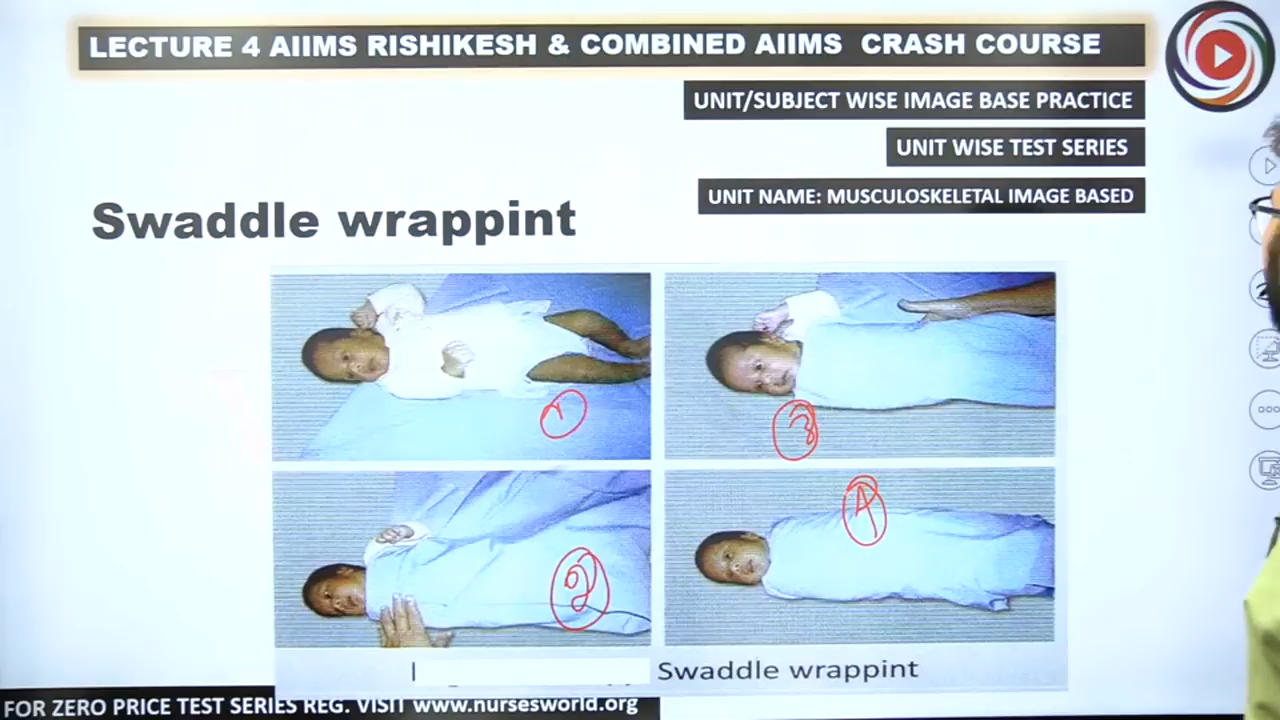 LECTURE 4 AIIMS RISHIKESH & COMBINED AIIMS CRASH COURSE
UNIT/SUBJECT WISE IMAGE BASE PRACTICE
UNIT WISE TEST SERIES
UNIT NAME: MUSCULOSKELETAL IMAGE BASED
Swaddle wrappint
1
3
2
4
Swaddle wrappint
FOR ZERO PRICE TEST SERIES REG. VISIT www.nursesworld.org